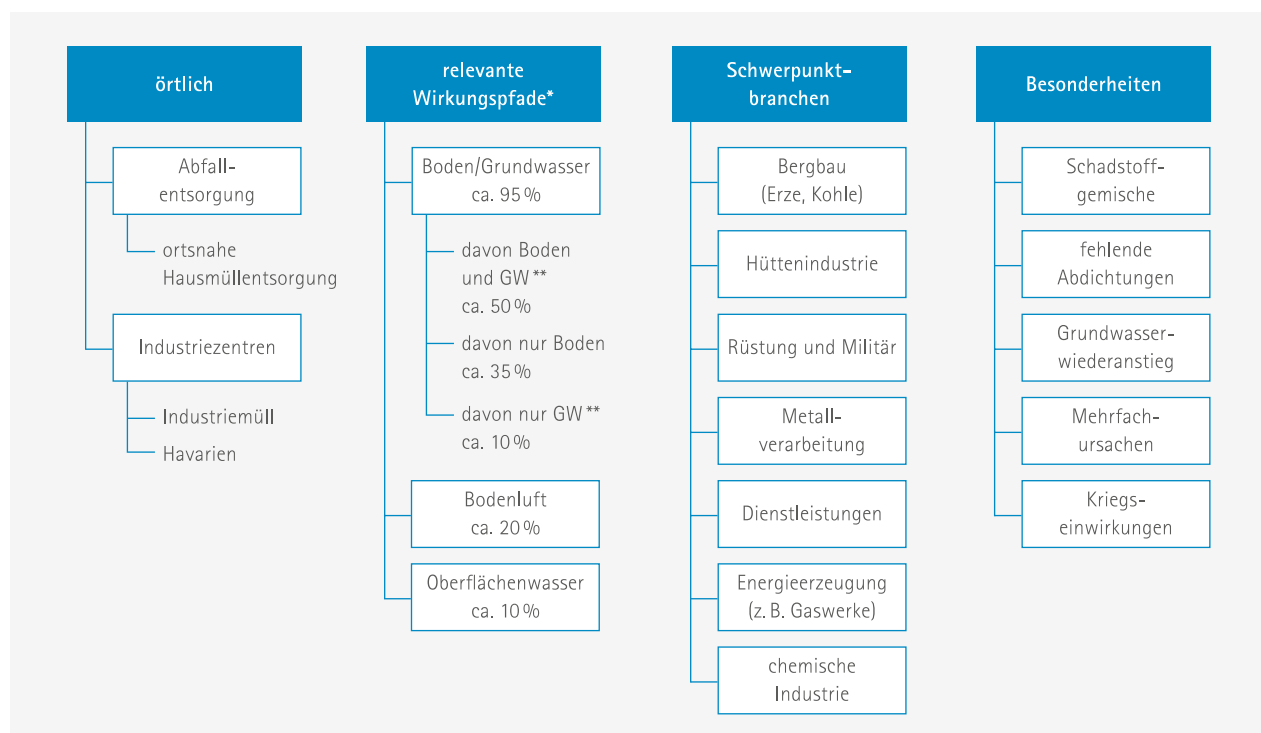 örtlich
Abfall-
entsorgung
ortsnahe
Hausmüllentsorgung
Industriezentren
Industriemüll
Havarien
relevante
Wirkungspfade*
Boden/Grundwasser
ca. 95 %
davon Boden
und GW **
ca. 50 %
davon nur Boden
ca. 35 %
davon nur GW **
ca. 10 %
Bodenluft
ca. 20 %
Oberflächenwasser
ca. 10 %
Schwerpunkt-
branchen
Bergbau
(Erze, Kohle)
Hüttenindustrie
Rüstung und Militär
Metall-
verarbeitung
Dienstleistungen
Energieerzeugung
(z. B. Gaswerke)
chemische
Industrie
Besonderheiten
Schadstoff-
gemische
fehlende
Abdichtungen
Grundwasser-
wiederanstieg
Mehrfach-
ursachen
Kriegs-
einwirkungen